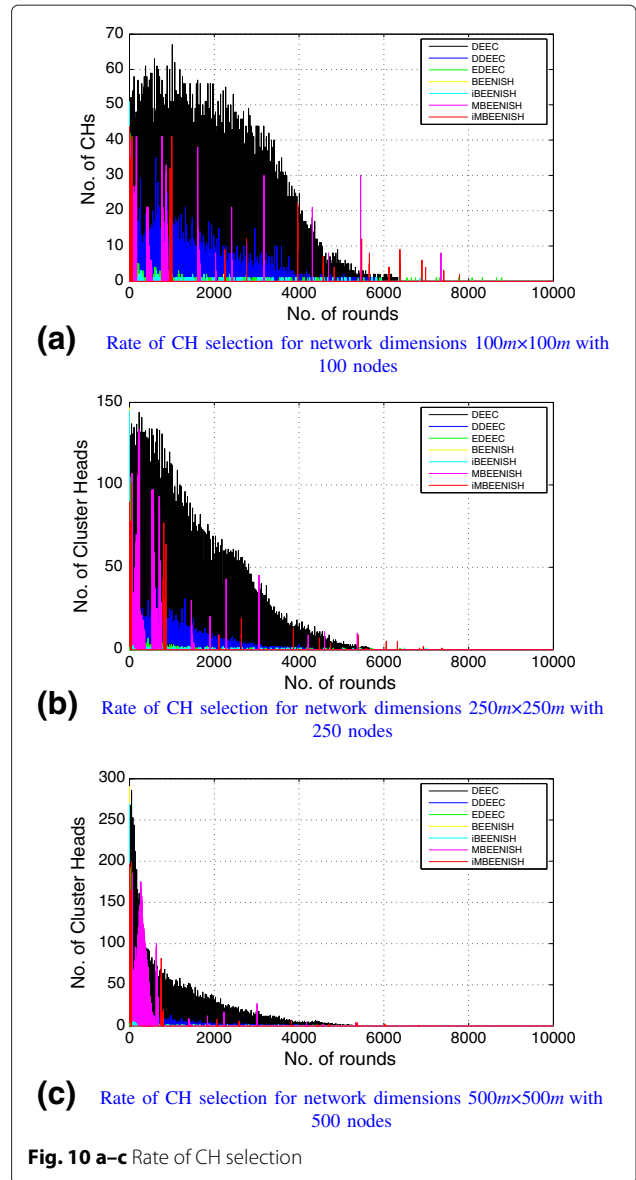 70
60
50
40
30
20
10
0
No. of CHs
DEEC
DDEEC
EDEEC
BEENISH
iBEENISH
MBEENISH
iMBEENISH
0 2000 4000 6000 8000 10000
No. of rounds
(a) Rate of CH selection for network dimensions 100m×100m with
100 nodes
150
100
50
0
No. of Cluster Heads
DEEC
DDEEC
EDEEC
BEENISH
iBEENISH
MBEENISH
iMBEENISH
0 2000 4000 6000 8000 10000
No. of rounds
(b) Rate of CH selection for network dimensions 250m×250m with
250 nodes
300
250
200
150
100
50
0
No. of Cluster Heads
DEEC
DDEEC
EDEEC
BEENISH
iBEENISH
MBEENISH
iMBEENISH
0 2000 4000 6000 8000 10000
No. of rounds
(c) Rate of CH selection for network dimensions 500m×500m with
500 nodes
Fig. 10 a–c Rate of CH selection